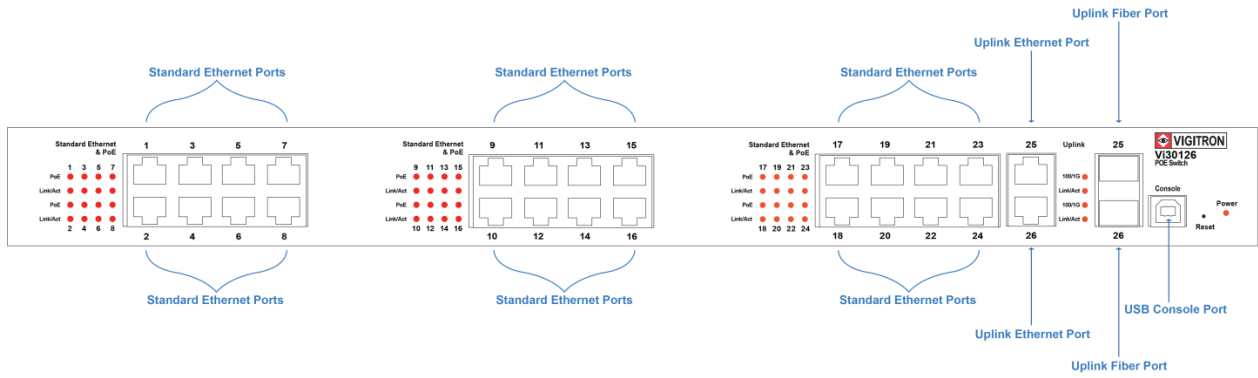 Uplink Fiber Port
Uplink Ethernet Port
Standard Ethernet Ports
Standard Ethernet Ports
Standard Ethernet Ports
Standard Ethernet
& PoE
1 3 5 7
PoE
Link/Act
PoE
Link/Act
2 4 6 8
1 3 5 7
2 4 6 8
Standard Ethernet
& PoE
9 11 13 15
PoE
Link/Act
PoE
Link/Act
10 12 14 16
9 11 13 15
10 12 14 16
Standard Ethernet
& PoE
17 19 21 23
PoE
Link/Act
PoE
Link/Act
18 20 22 24
17 19 21 23
18 20 22 24
25
26
Uplink
100/1G
Link/Act
100/1G
Link/Act
25
26
VIGITRON
Vi30126
POE Switch
Console
Reset
Power
Standard Ethernet Ports
Standard Ethernet Ports
Standard Ethernet Ports
USB Console Port
Uplink Ethernet Port
Uplink Fiber Port